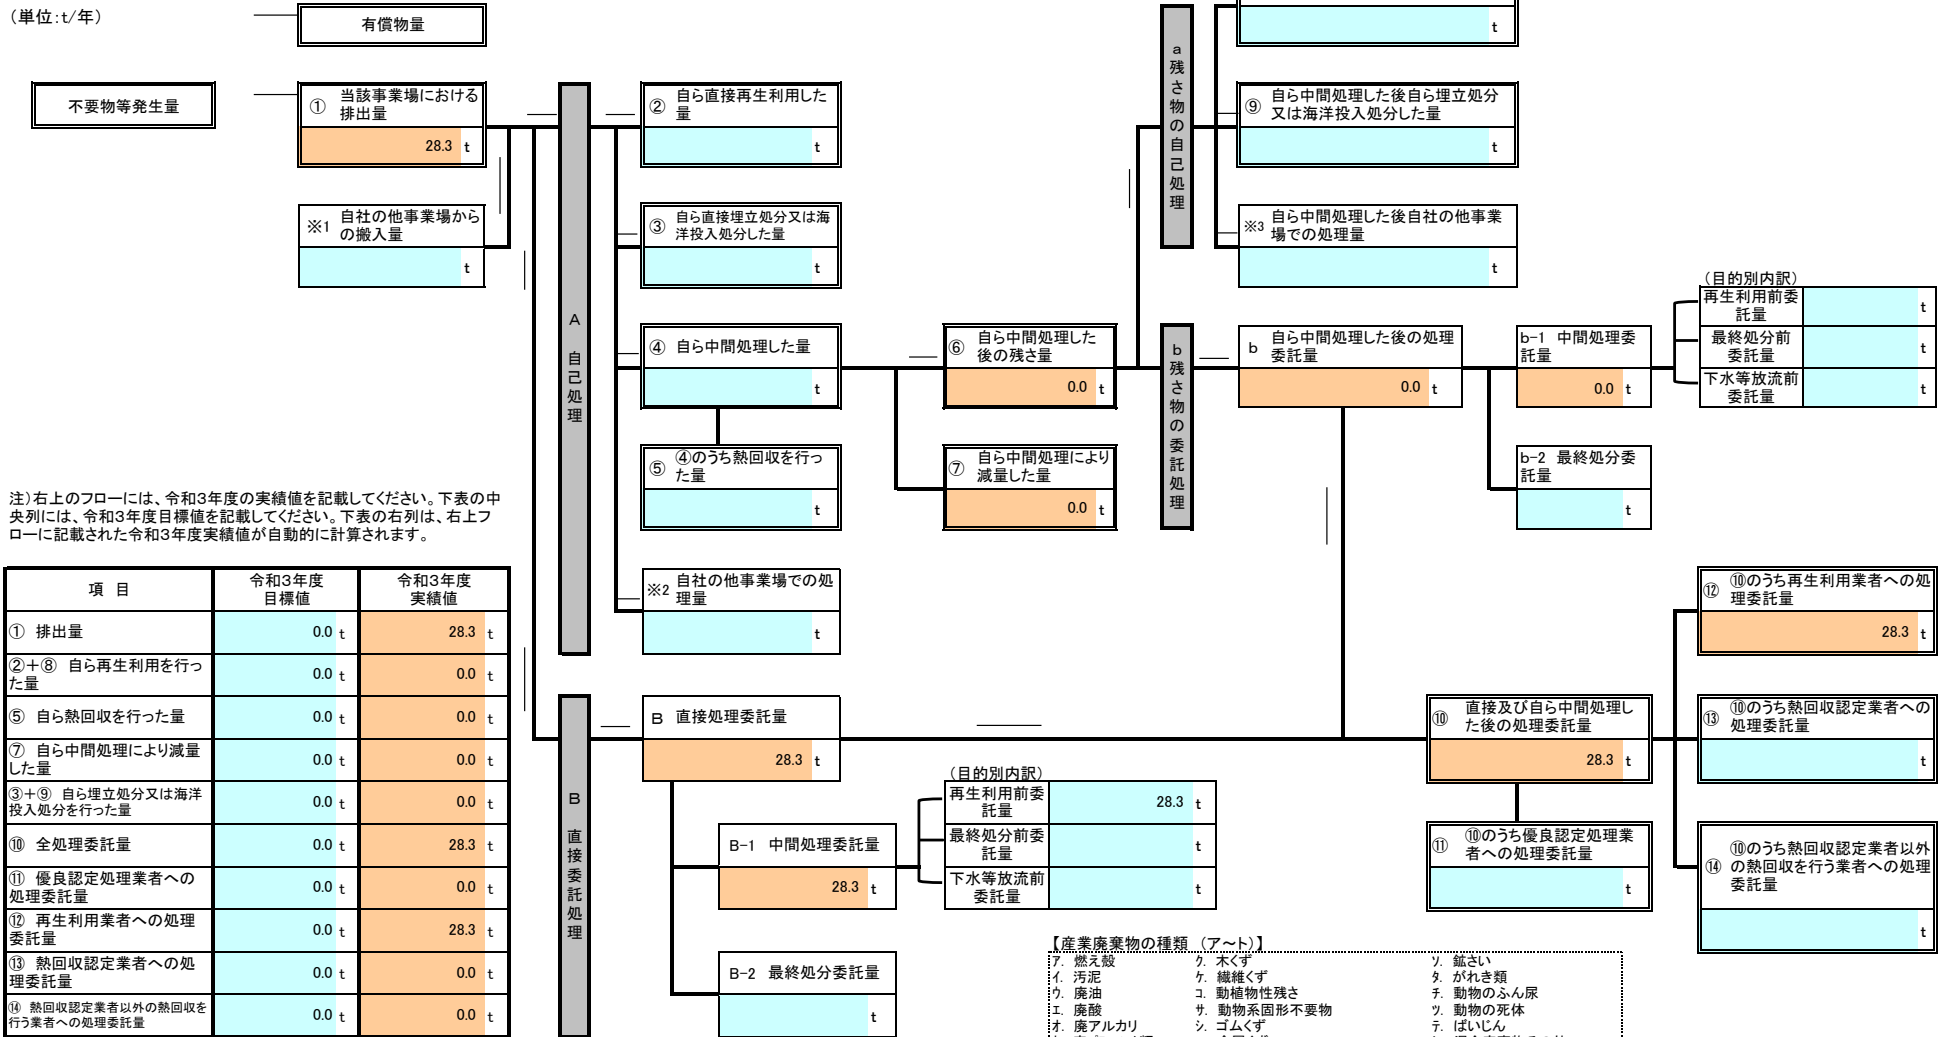 （単位:t/年）
有償物量
t
不要物等発生量
① 当該事業場における
排出量
28.3 t
※1 自社の他事業場から
の搬入量
t
A 自己処理
② 自ら直接再生利用した
量
t
③ 自ら直接埋立処分又は海
洋投入処分した量
t
④ 自ら中間処理した量
t
⑤ ④のうち熱回収を行っ
た量
t
※2 自社の他事業場での処
理量
t
⑥ 自ら中間処理した
後の残さ量
0.0 t
⑦ 自ら中間処理により
減量した量
0.0 t
a 残さ物の自己処理
⑨ 自ら中間処理した後自ら埋立処分
又は海洋投入処分した量
t
※3 自ら中間処理した後自社の他事業
場での処理量
t
b 残さ物の委託処理
b 自ら中間処理した後の処理
委託量
0.0 t
b-1 中間処理委
託量
0.0 t
b-2 最終処分委
託量
t
（目的別内訳）
再生利用前委
託量 t
最終処分前
委託量 t
下水等放流前
委託量 t
注）右上のフローには、令和3年度の実績値を記載してください。下表の中
央列には、令和3年度目標値を記載してください。下表の右列は、右上フ
ローに記載された令和3年度実績値が自動的に計算されます。
項 目 令和3年度 目標値 令和3年度 実績値
① 排出量 0.0 t 28.3 t
②+⑧ 自ら再生利用を行っ
た量 0.0 t 0.0 t
⑤ 自ら熱回収を行った量 0.0 t 0.0 t
⑦ 自ら中間処理により減量
した量 0.0 t 0.0 t
③+⑨ 自ら埋立処分又は海洋
投入処分を行った量 0.0 t 0.0 t
⑩ 全処理委託量 0.0 t 28.3 t
⑪ 優良認定処理業者への
処理委託量 0.0 t 0.0 t
⑫ 再生利用業者への処理
委託量 0.0 t 28.3 t
⑬ 熱回収認定業者への処
理委託量 0.0 t 0.0 t
⑭ 熱回収認定業者以外の熱回収を
行う業者への処理委託量 0.0 t 0.0 t
B 直接委託処理
B 直接処理委託量
28.3 t
B-1 中間処理委託量
28.3 t
B-2 最終処分委託量
t
（目的別内訳）
再生利用前委
託量 28.3 t
最終処分前委
託量 t
下水等放流前
委託量 t
⑩ 直接及び自ら中間処理し
た後の処理委託量
28.3 t
⑪ ⑩のうち優良認定処理業
者への処理委託量
t
⑫ ⑩のうち再生利用業者への処
理委託量
28.3 t
⑬ ⑩のうち熱回収認定業者への
処理委託量
t
⑭ ⑩のうち熱回収認定業者以外
の熱回収を行う業者への処理
委託量
t
【産業廃棄物の種類 （ア～ト）】
ア. 燃え殻 ク. 木くず ソ. 鉱さい
イ. 汚泥 ケ. 繊維くず タ. がれき類
ウ. 廃油 コ. 動植物性残さ チ. 動物のふん尿
エ. 廃酸 サ. 動物系固形不要物 ツ. 動物の死体
オ. 廃アルカリ シ. ゴムくず テ. ばいじん